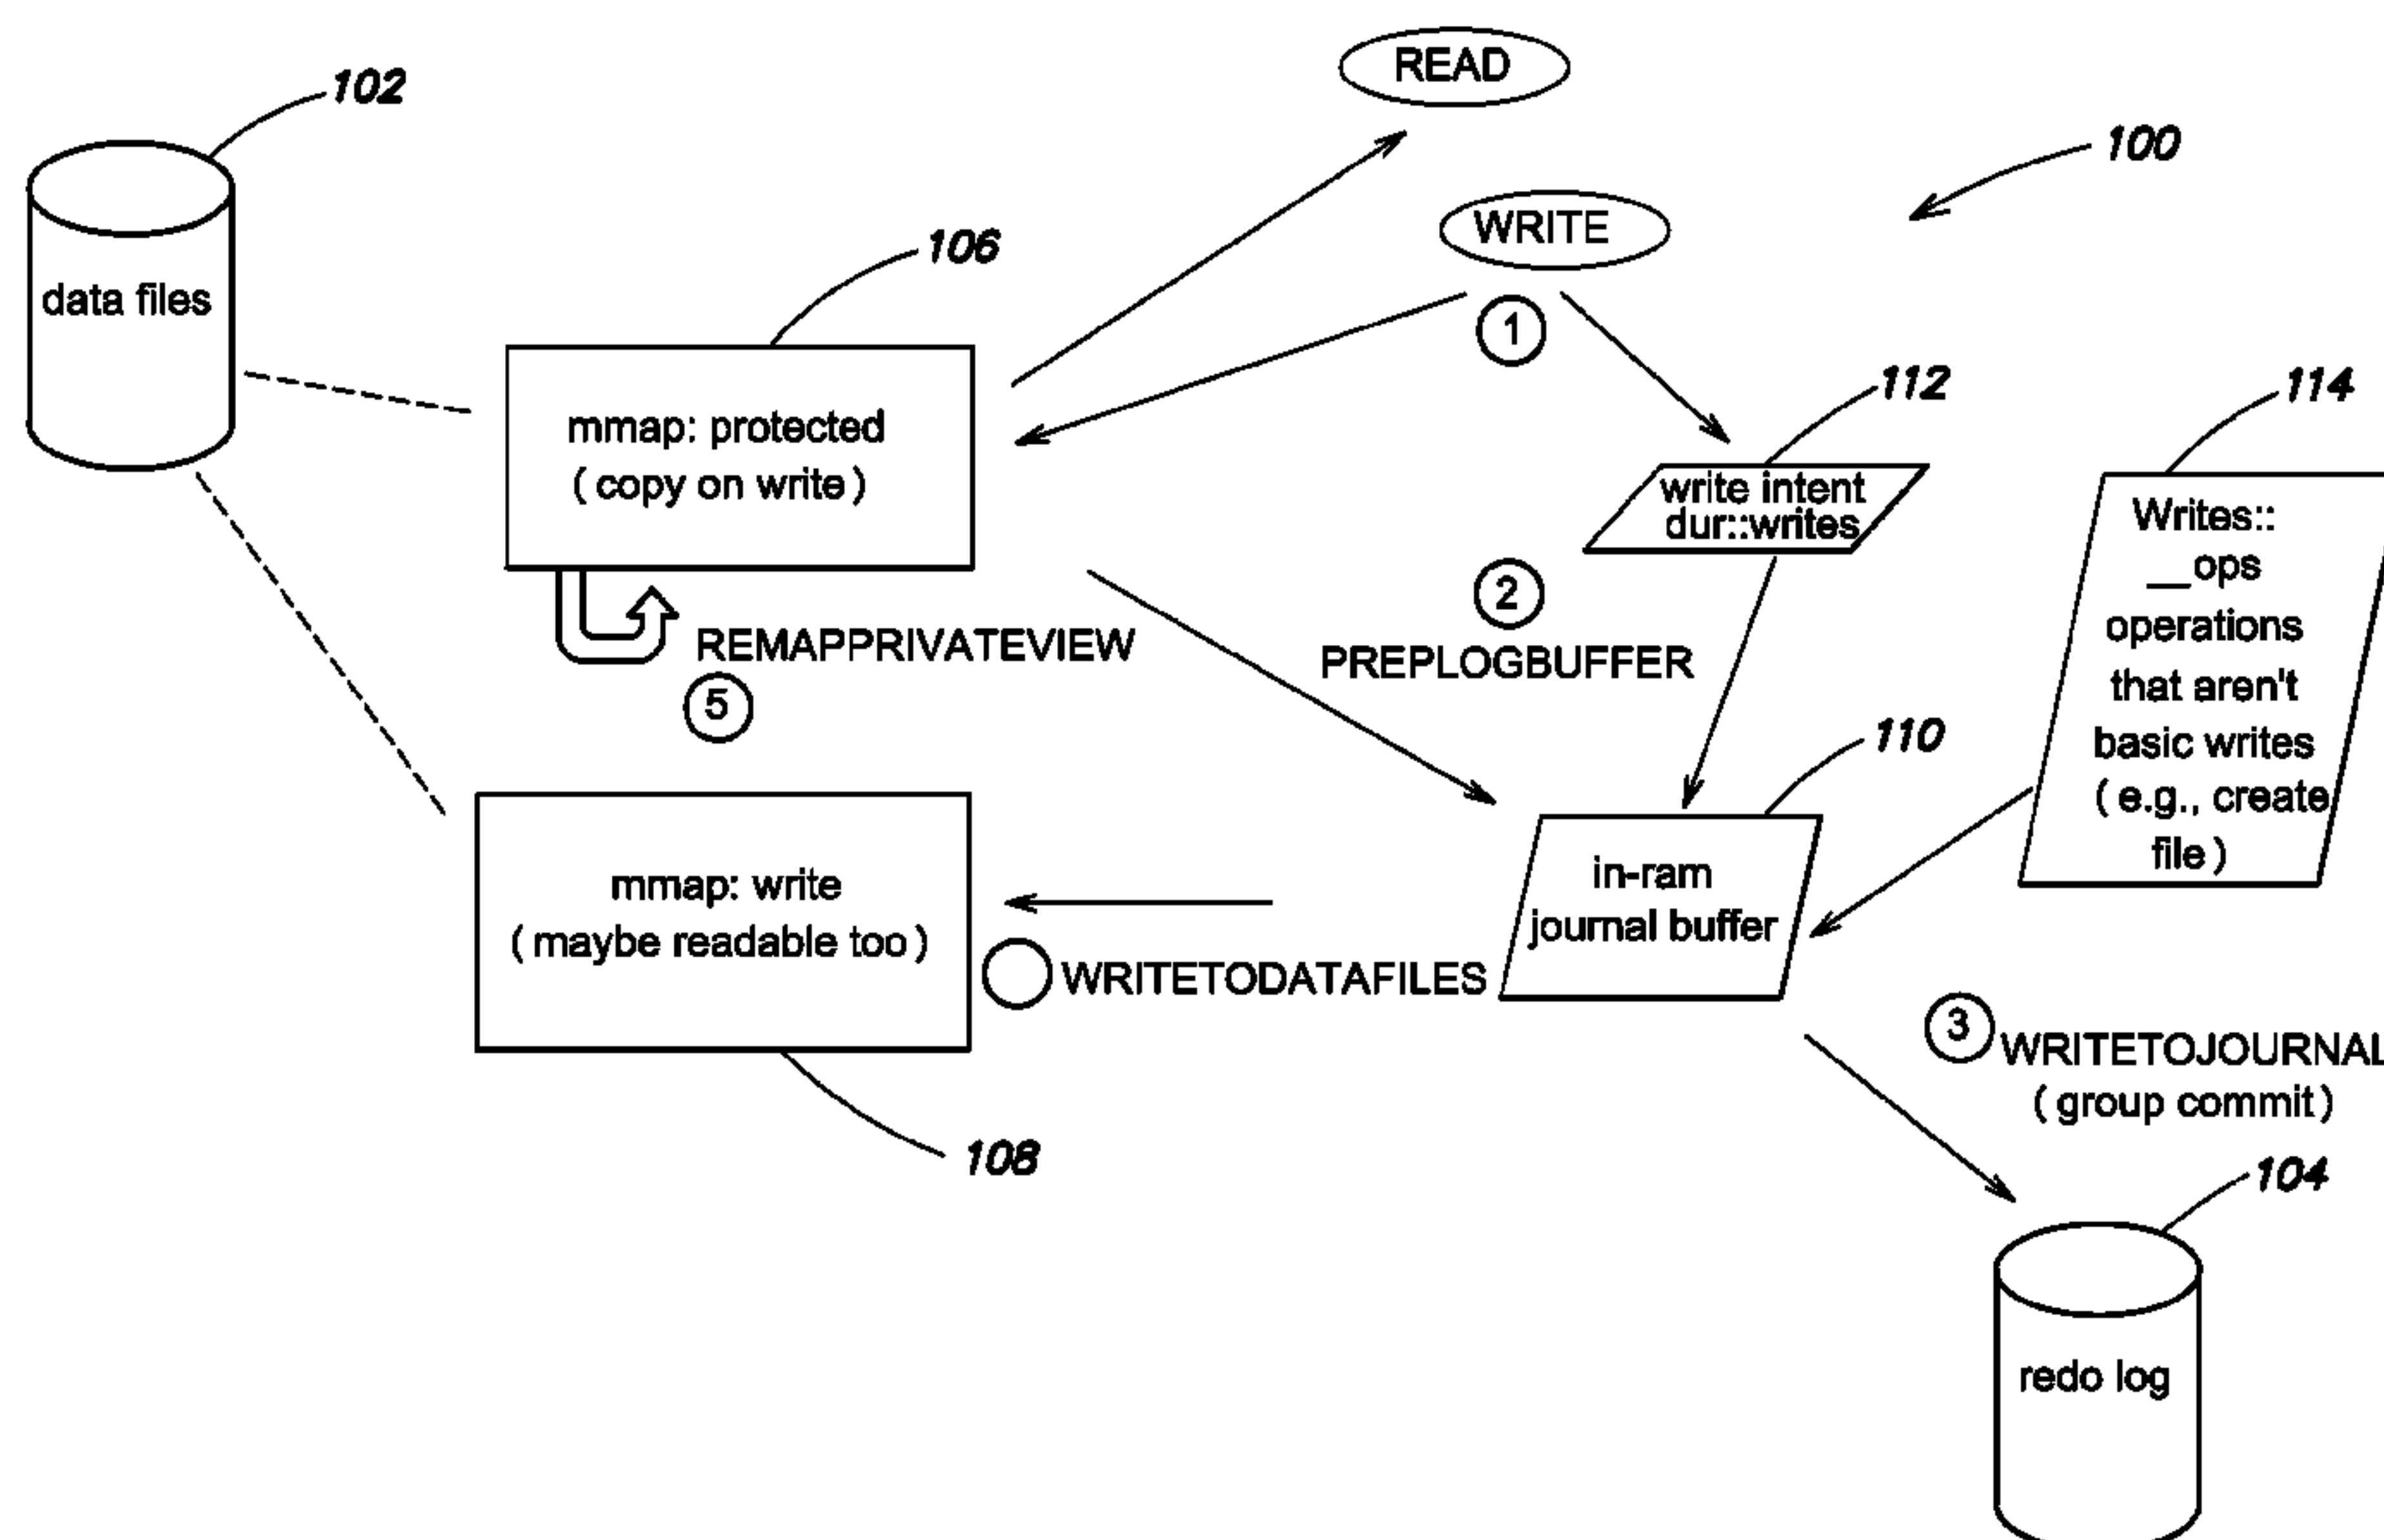 READ
102
100
WRITE
106
data files
1
112
114
mmap: protected
(copy on write)
write intent
dur::writes
Writes::
__ops
operations
that aren't
basic writes
(e.g., create
file)
2
PREPLOGBUFFER
REMAPPRIVATEVIEW
5
110
mmap: write
(maybe readable too)
in-ram
journal buffer
WRITETODATAFILES
3
WRITETOJOURNAL
(group commit)
108
104
redo log